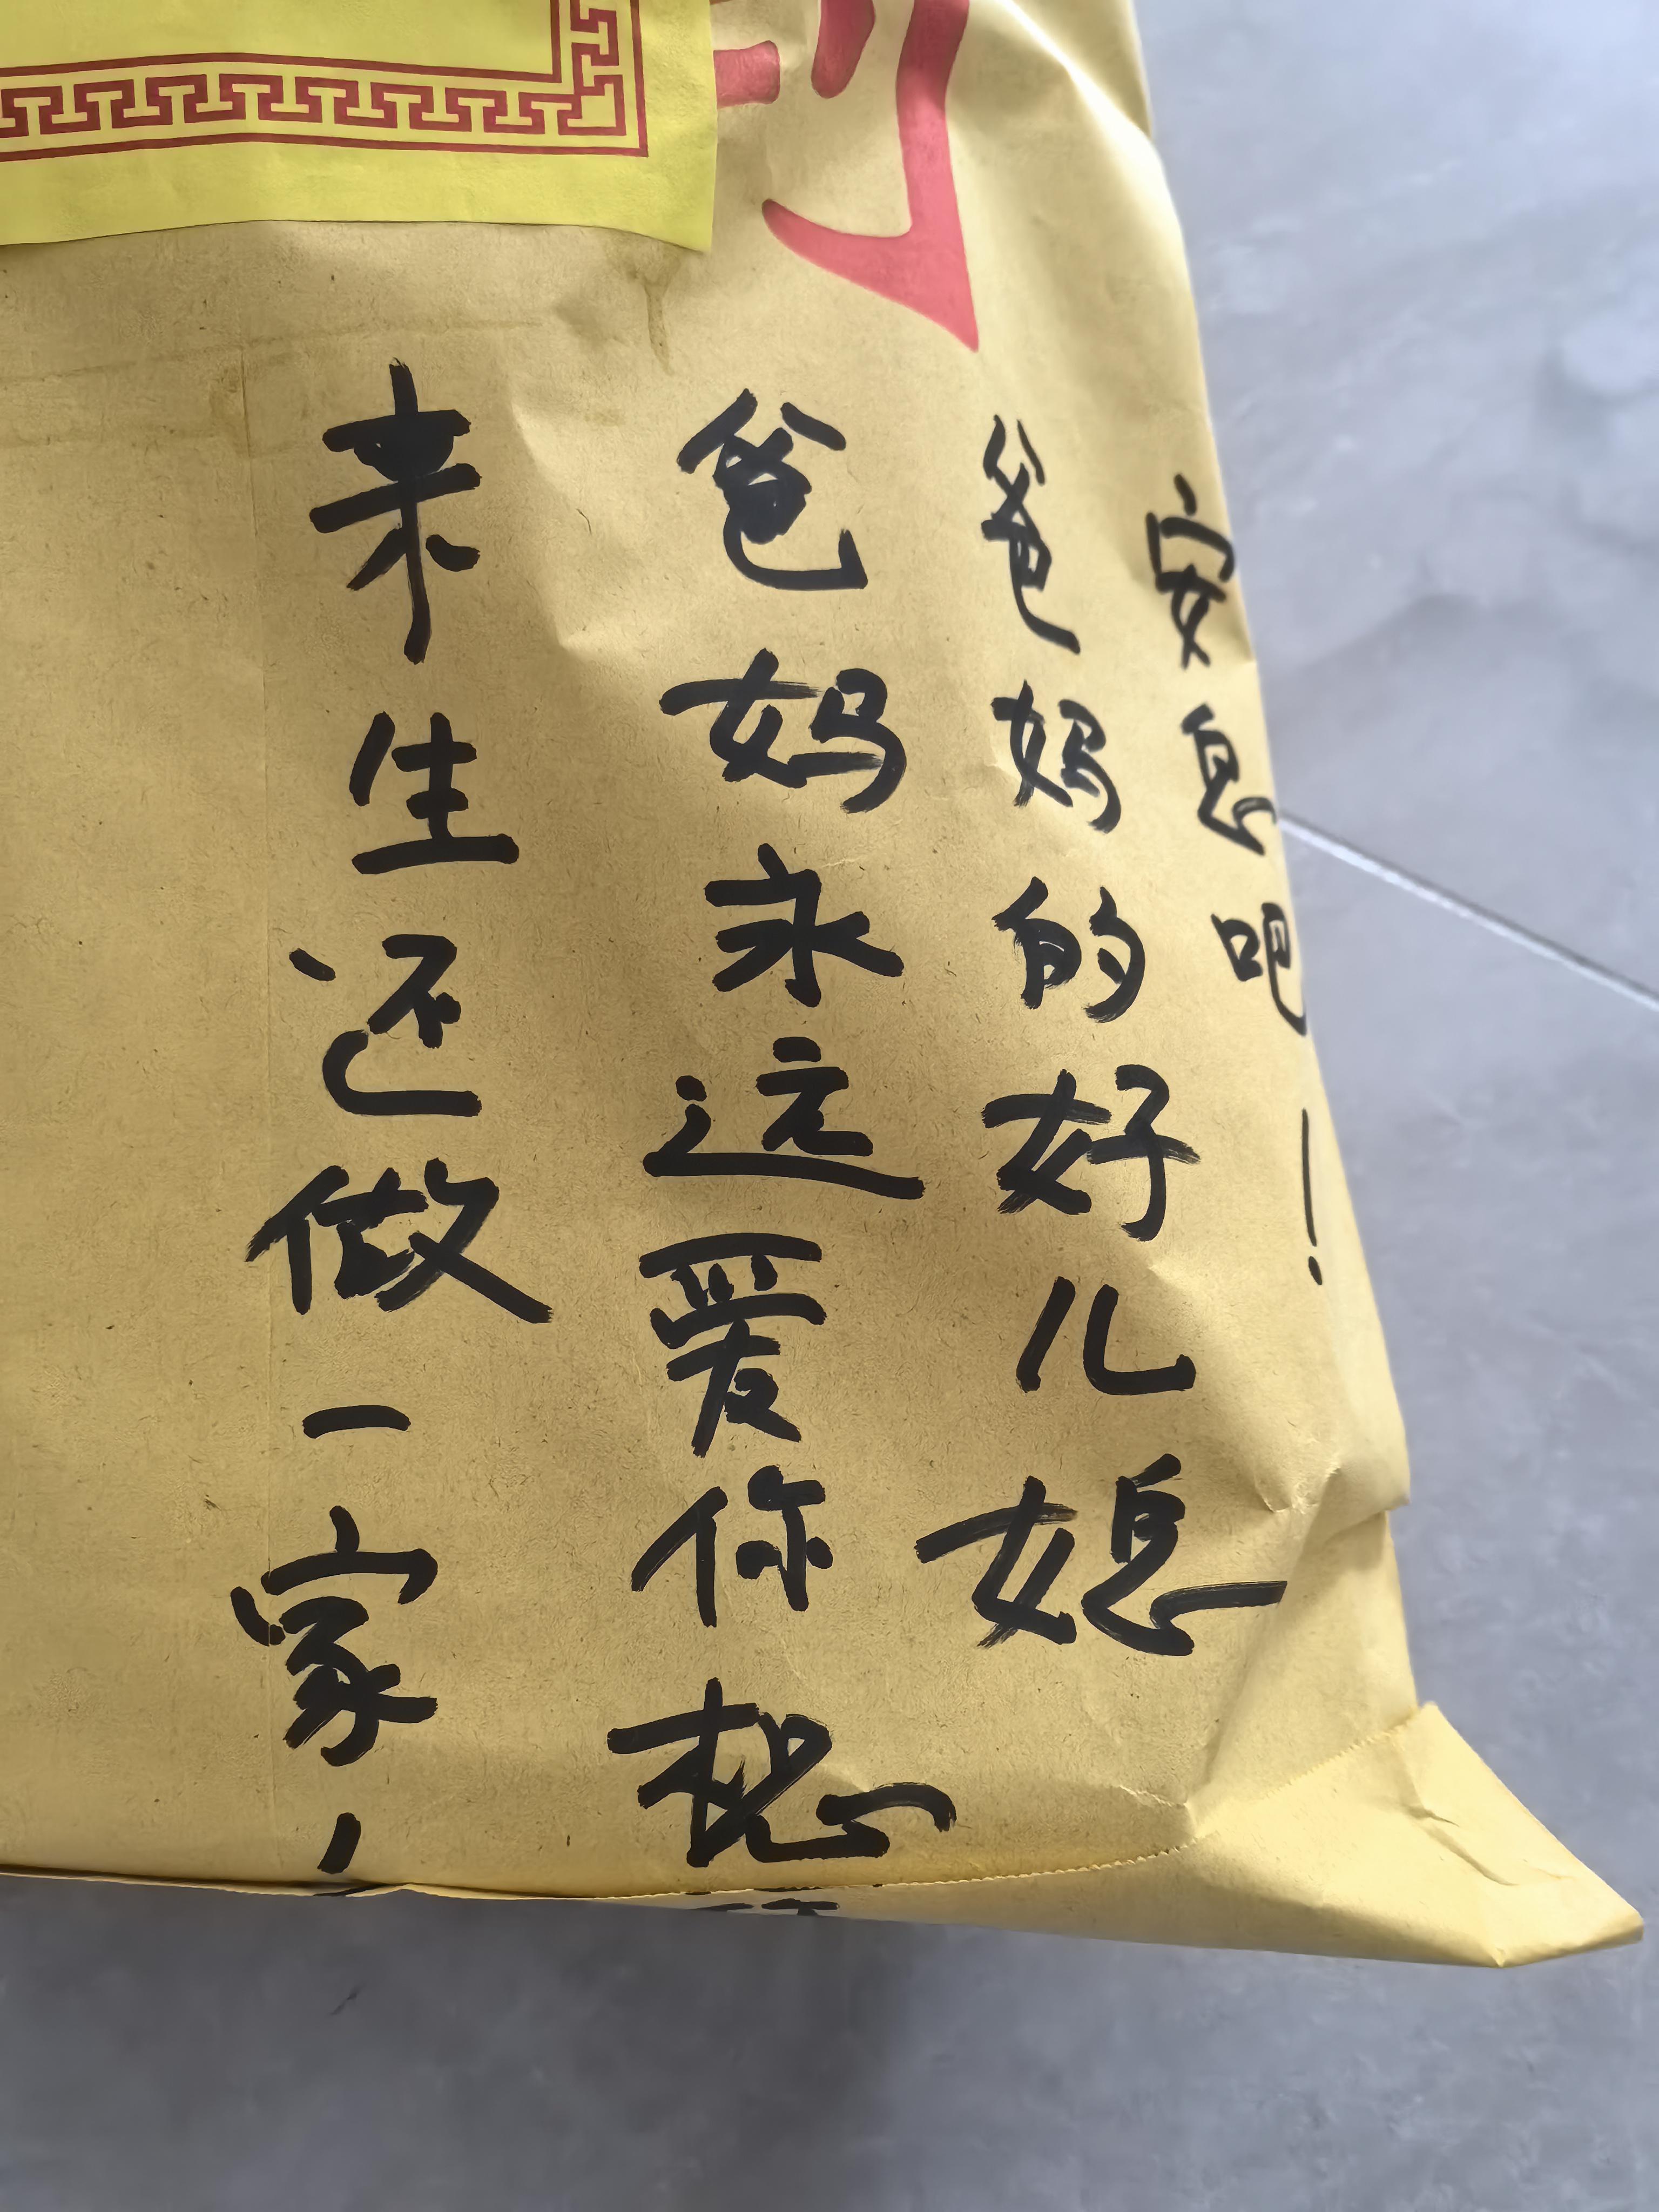 安息吧！
爸妈的好儿媳
爸妈永远爱你想
来生还做一家